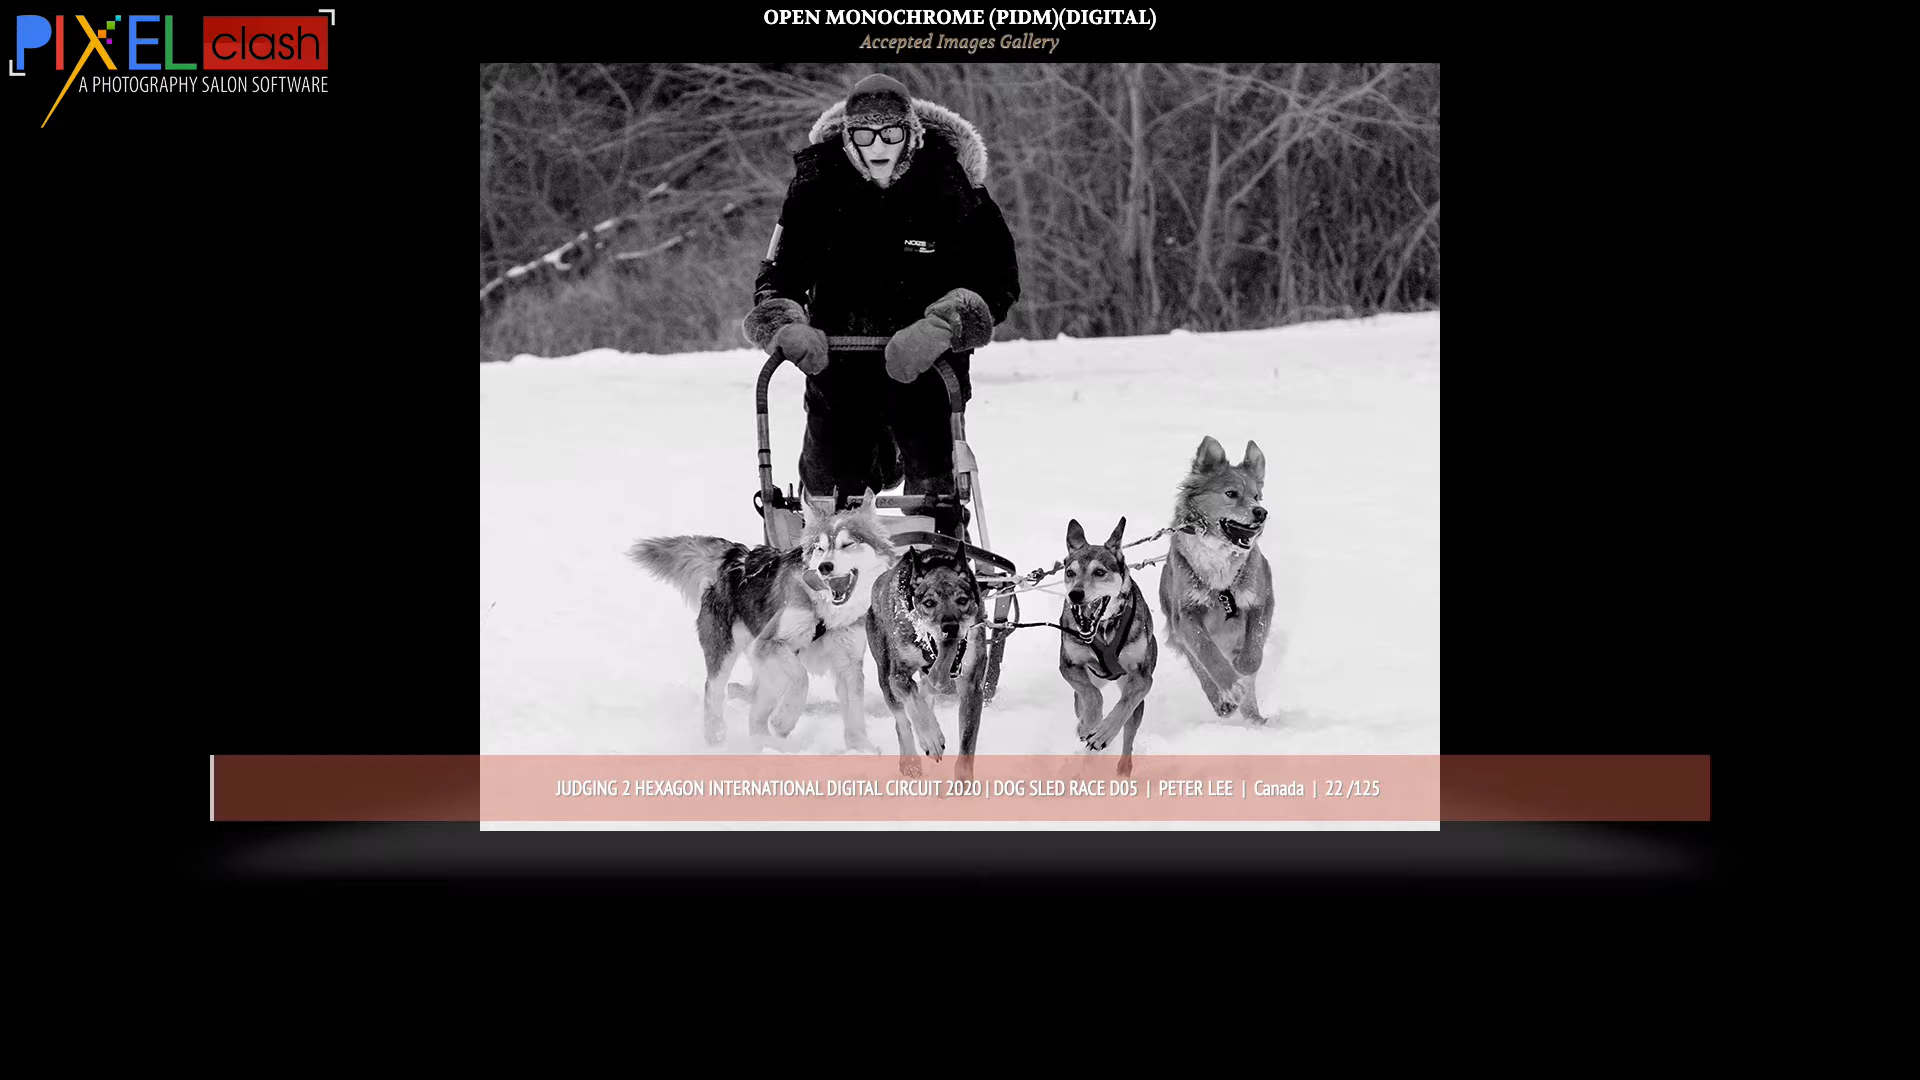 OPEN MONOCHROME (PIDM)(DIGITAL)
Accepted Images Gallery
PIXEL clash
A PHOTOGRAPHY SALON SOFTWARE
NOIZE
JUDGING 2 HEXAGON INTERNATIONAL DIGITAL CIRCUIT 2020 | DOG SLED RACE D05 | PETER LEE | Canada | 22 /125